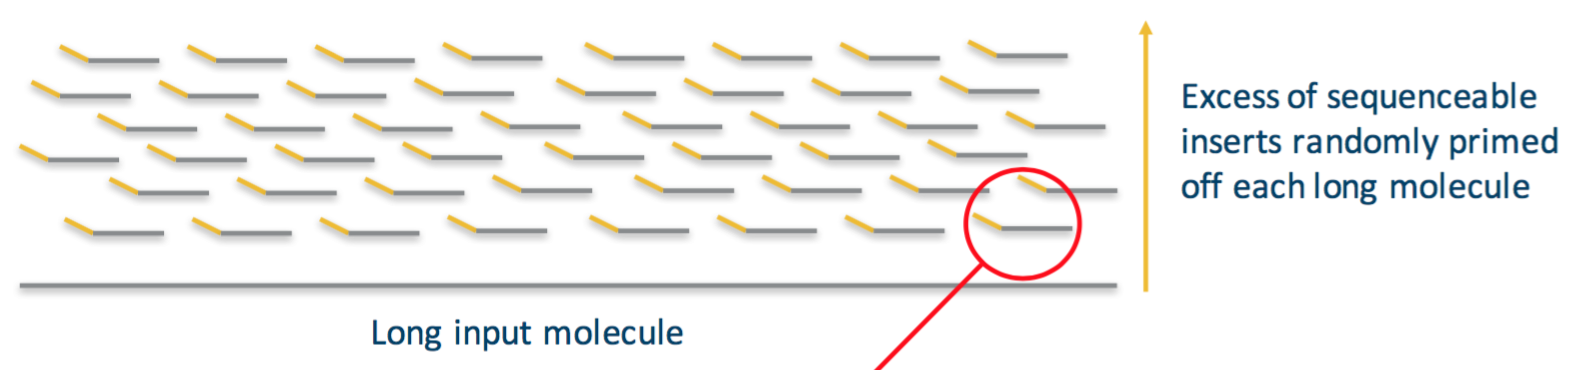 Excess of sequenceable
inserts randomly primed
off each long molecule
Long input molecule